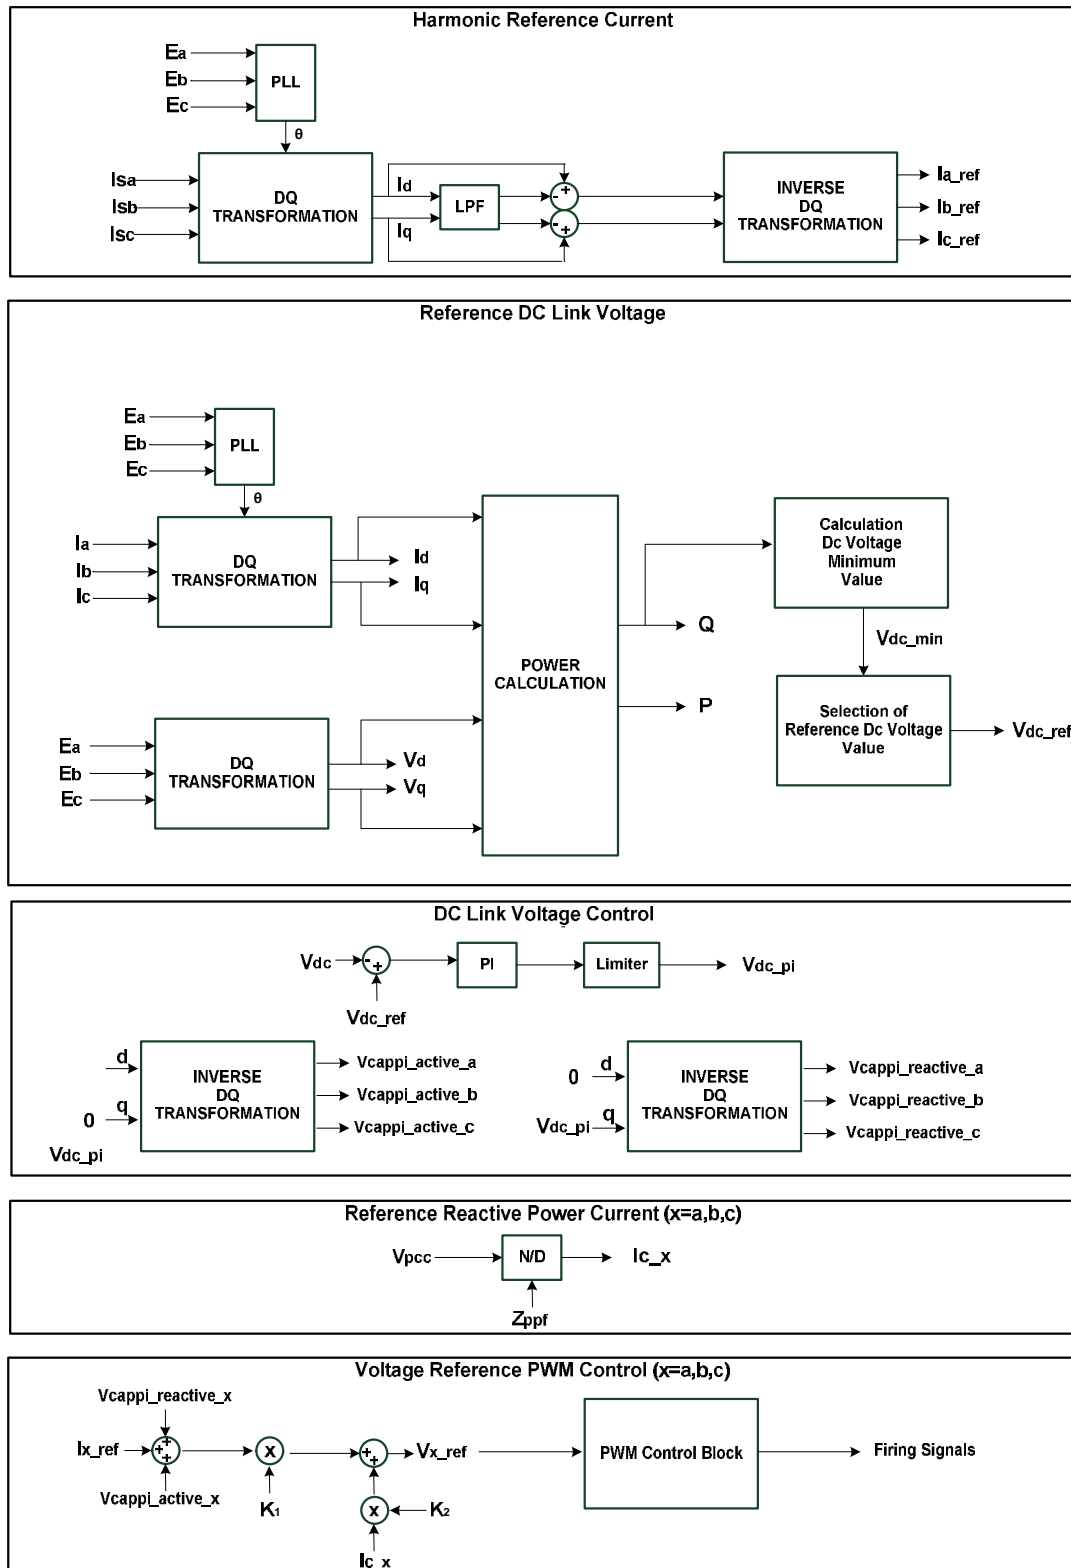 Harmonic Reference Current
Ea
Eb
Ec
PLL
θ
Isa
Isb
Isc
DQ
TRANSFORMATION
Id
Iq
LPF
-
+
-
+
INVERSE
DQ
TRANSFORMATION
Ia_ref
Ib_ref
Ic_ref
Reference DC Link Voltage
Ea
Eb
Ec
PLL
θ
Ia
Ib
Ic
DQ
TRANSFORMATION
Id
Iq
Ea
Eb
Ec
DQ
TRANSFORMATION
Vd
Vq
POWER
CALCULATION
Q
P
Calculation
Dc Voltage
Minimum
Value
Vdc_min
Selection of
Reference Dc Voltage
Value
Vdc_ref
DC Link Voltage Control
Vdc
-
+
Vdc_ref
PI
Limiter
Vdc_pi
d
0
q
Vdc_pi
INVERSE
DQ
TRANSFORMATION
Vcappi_active_a
Vcappi_active_b
Vcappi_active_c
0
d
Vdc_pi
q
INVERSE
DQ
TRANSFORMATION
Vcappi_reactive_a
Vcappi_reactive_b
Vcappi_reactive_c
Reference Reactive Power Current (x=a,b,c)
Vpcc
N/D
Ic_x
Zppf
Voltage Reference PWM Control (x=a,b,c)
Vcappi_reactive_x
Ix_ref
+
+
+
Vcappi_active_x
x
K1
+
+
Vx_ref
x
K2
Ic_x
PWM Control Block
Firing Signals